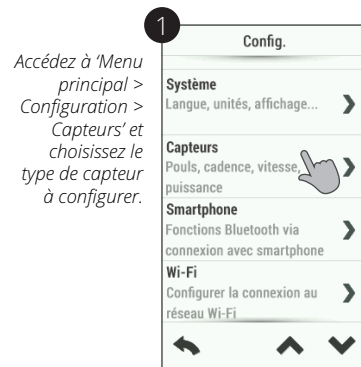 1
Accédez à ‘Menu
principal >
Configuration >
Capteurs’ et
choisissez le
type de capteur
à configurer.
Config.
Système
Langue, unités, affichage...
Capteurs
Pouls, cadence, vitesse,
puissance
Smartphone
Fonctions Bluetooth via
connexion avec smartphone
Wi-Fi
Configurer la connexion au
réseau Wi-Fi